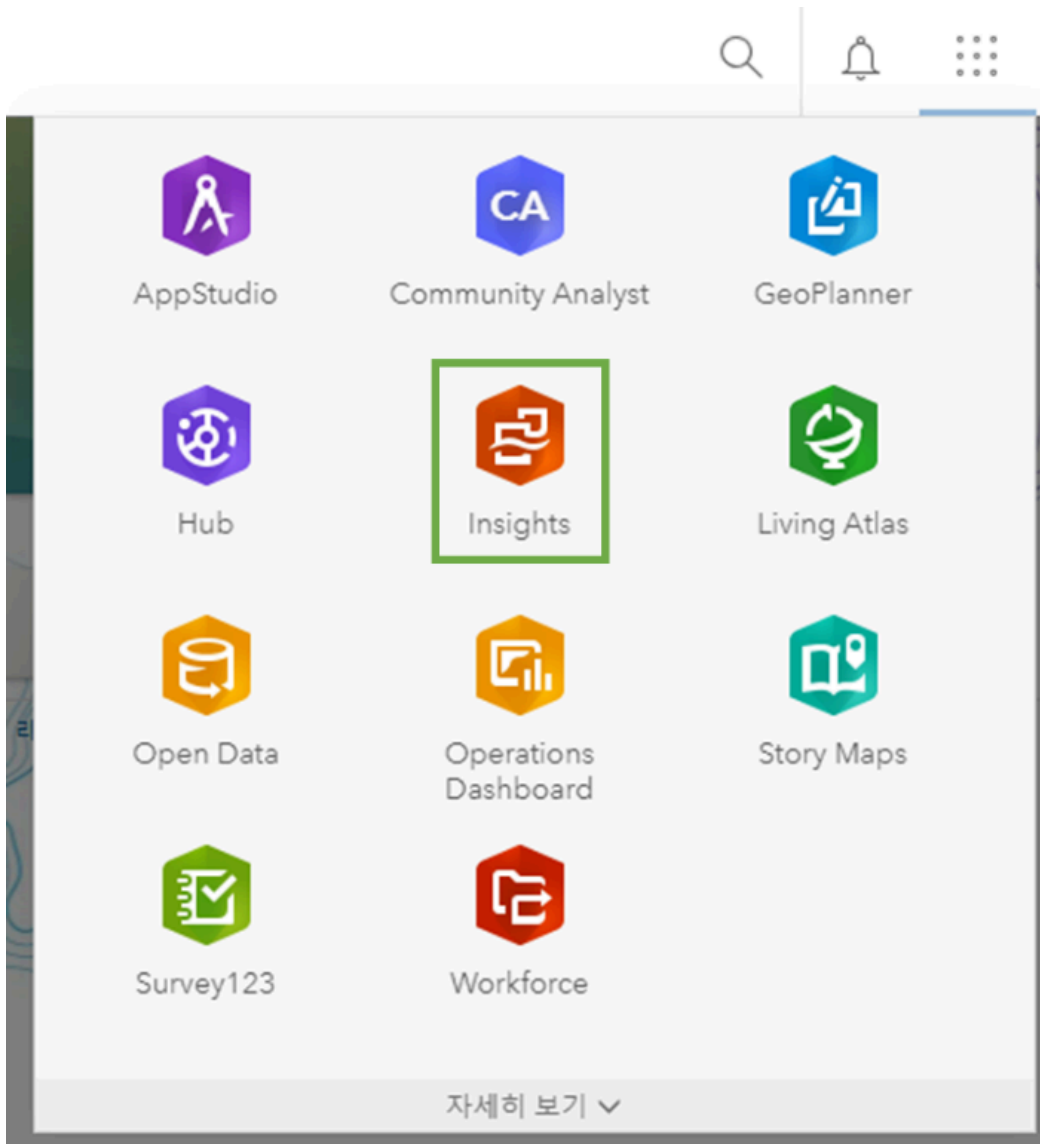 CA
AppStudio
Community Analyst
GeoPlanner
Hub
Insights
Living Atlas
Open Data
Operations
Dashboard
Story Maps
Survey123
Workforce
자세히 보기